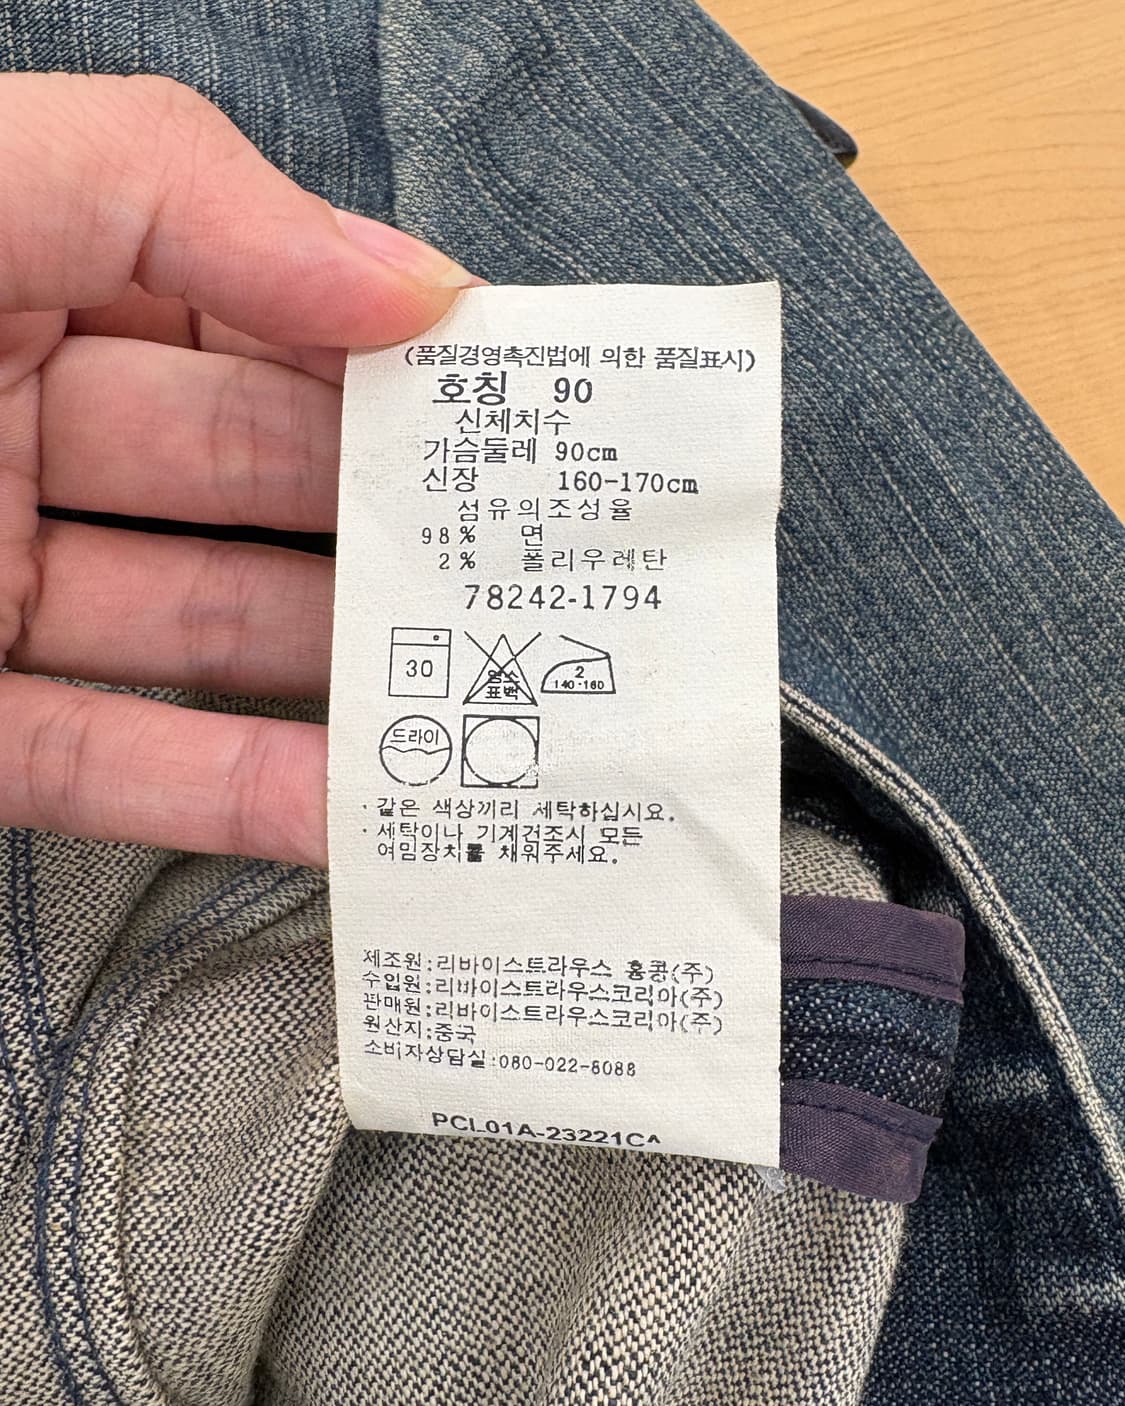 (품질경영촉진법에 의한 품질표시)
호칭 90
신체치수
가슴둘레 90cm
신장 160-170cm
섬유의조성율
98% 면
2% 폴리우레탄
78242-1794
30
염소
표백
2
140·160
드라이
· 같은 색상끼리 세탁하십시요.
· 세탁이나 기계건조시 모든
여밈장치를 채워주세요.
제조원:리바이스트라우스 홍콩(주)
수입원:리바이스트라우스코리아(주)
판매원:리바이스트라우스코리아(주)
원산지:중국
소비자상담실:080-022-6088
PCL01A-23221CA